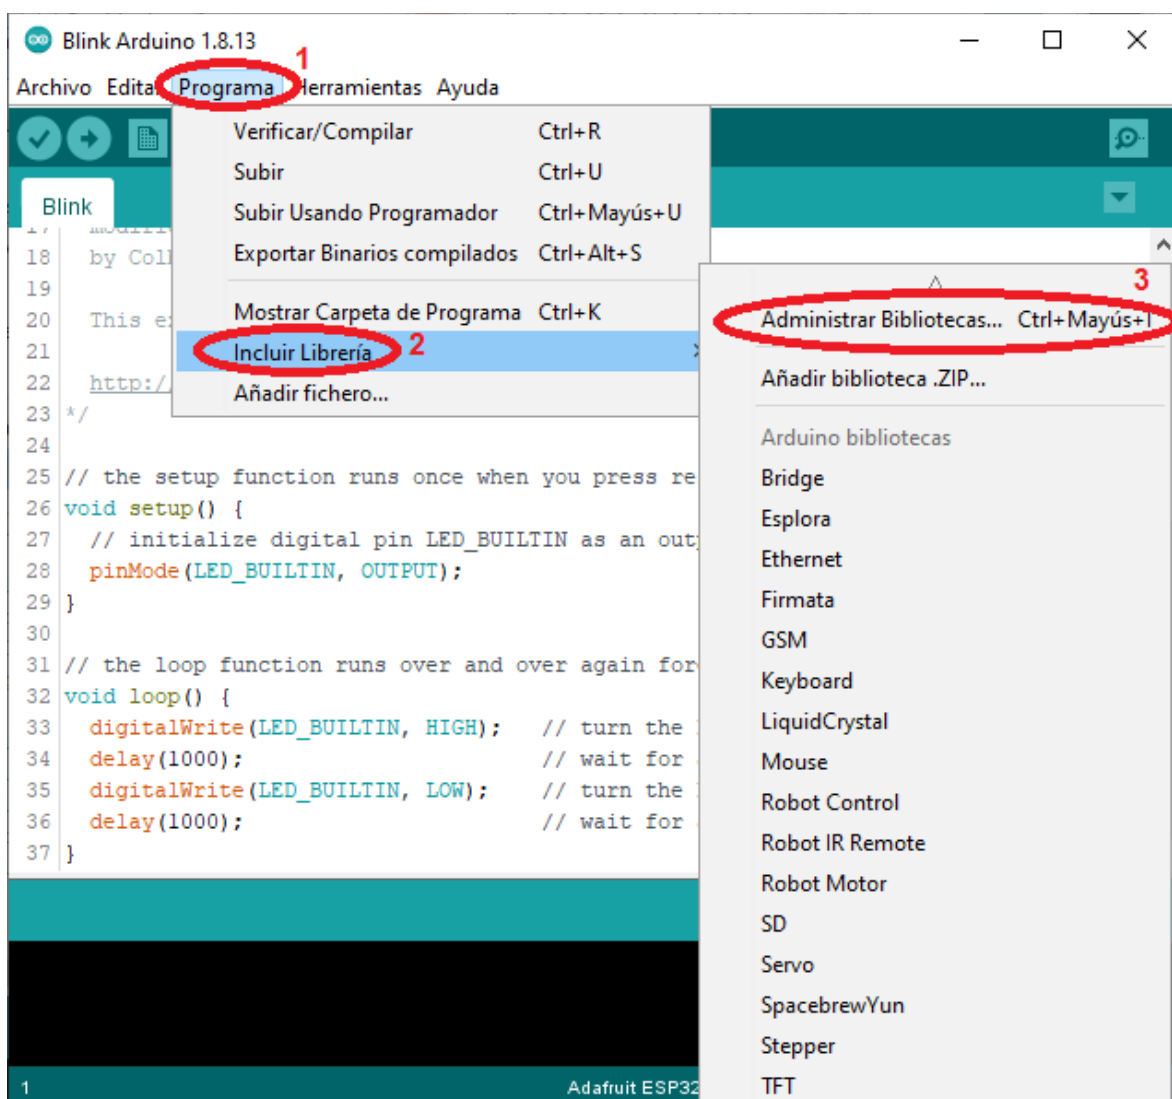 Blink Arduino 1.8.13
1
Archivo Edita Programa Herramientas Ayuda
Verificar/Compilar Ctrl+R
Subir Ctrl+U
Subir Usando Programador Ctrl+Mayús+U
Exportar Binarios compilados Ctrl+Alt+S
Mostrar Carpeta de Programa Ctrl+K
Incluir Librería 2
Añadir fichero...
3
Administrar Bibliotecas... Ctrl+Mayús+I
Añadir biblioteca .ZIP...
Arduino bibliotecas
Bridge
Esplora
Ethernet
Firmata
GSM
Keyboard
LiquidCrystal
Mouse
Robot Control
Robot IR Remote
Robot Motor
SD
Servo
SpacebrewYun
Stepper
TFT
Blink
17
18 by Col
19
20 This e
21
22 http:/
23 */
24
25 // the setup function runs once when you press re
26 void setup() {
27 // initialize digital pin LED_BUILTIN as an out
28 pinMode(LED_BUILTIN, OUTPUT);
29 }
30
31 // the loop function runs over and over again for
32 void loop() {
33 digitalWrite(LED_BUILTIN, HIGH); // turn the
34 delay(1000); // wait for
35 digitalWrite(LED_BUILTIN, LOW); // turn the
36 delay(1000); // wait for
37 }
1 Adafruit ESP32